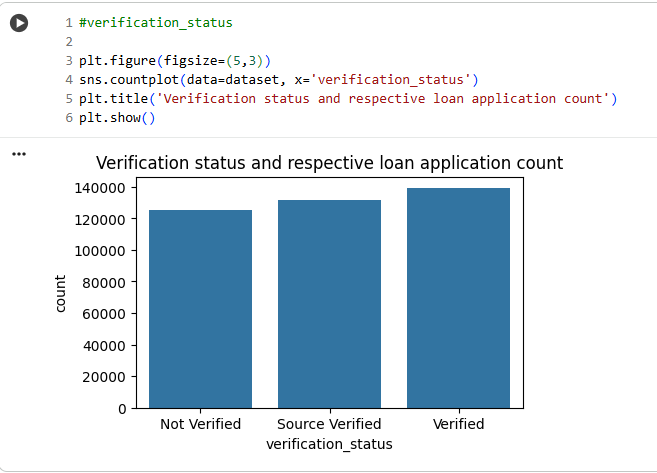 1 #verification_status
2
3 plt.figure(figsize=(5,3))
4 sns.countplot(data=dataset, x='verification_status')
5 plt.title('Verification status and respective loan application count')
6 plt.show()
Verification status and respective loan application count
140000
120000
100000
80000
60000
40000
20000
0
count
Not Verified Source Verified Verified
verification_status